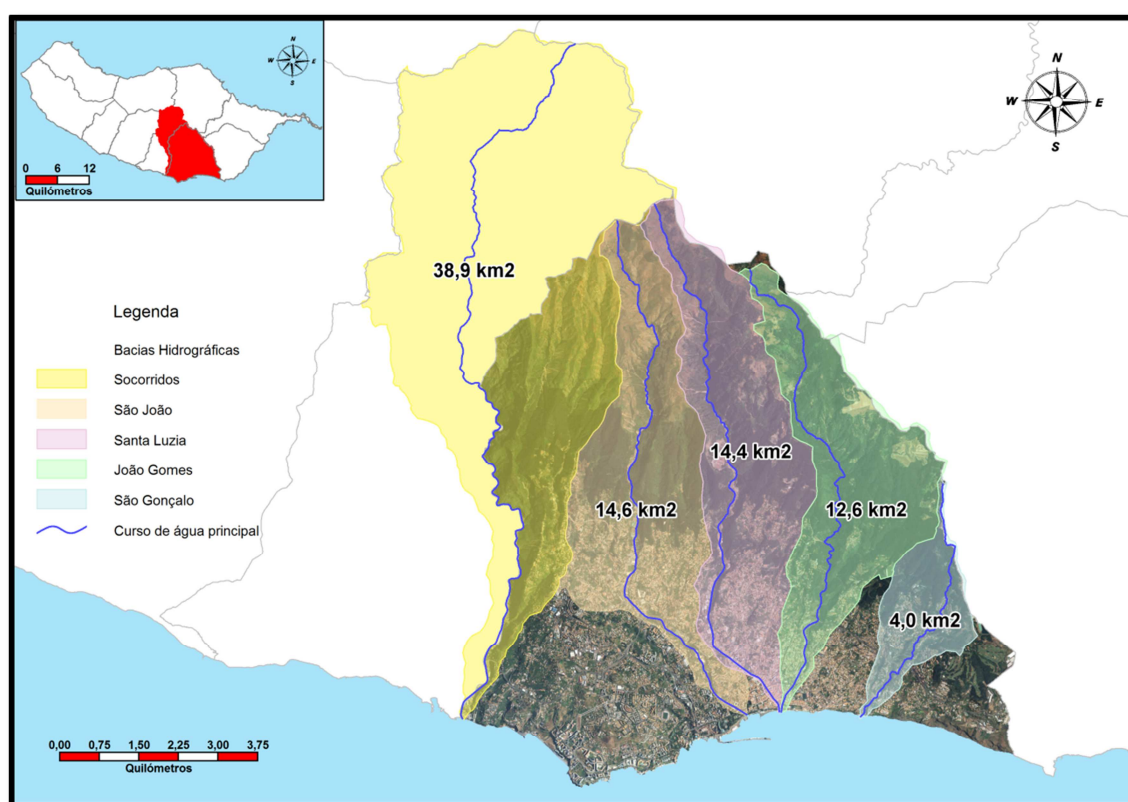 N
W E
S
0 6 12
Quilómetros
N
W E
S
38,9 km2
14,4 km2
14,6 km2
12,6 km2
4,0 km2
Legenda
Bacias Hidrográficas
Socorridos
São João
Santa Luzia
João Gomes
São Gonçalo
Curso de água principal
0,00 0,75 1,50 2,25 3,00 3,75
Quilómetros